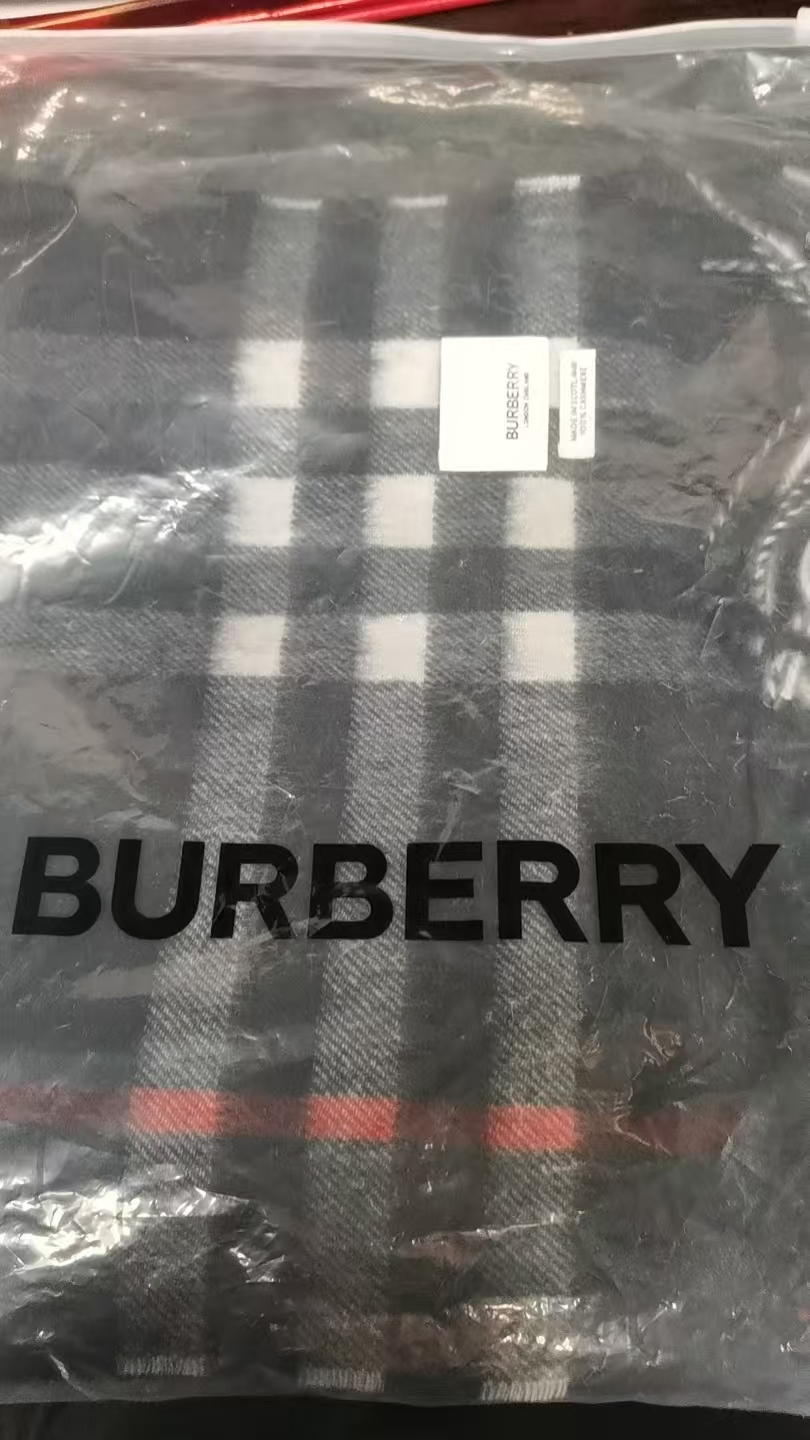 BURBERRY
LONDON ENGLAND
MADE IN SCOTLAND
100% CASHMERE
BURBERRY